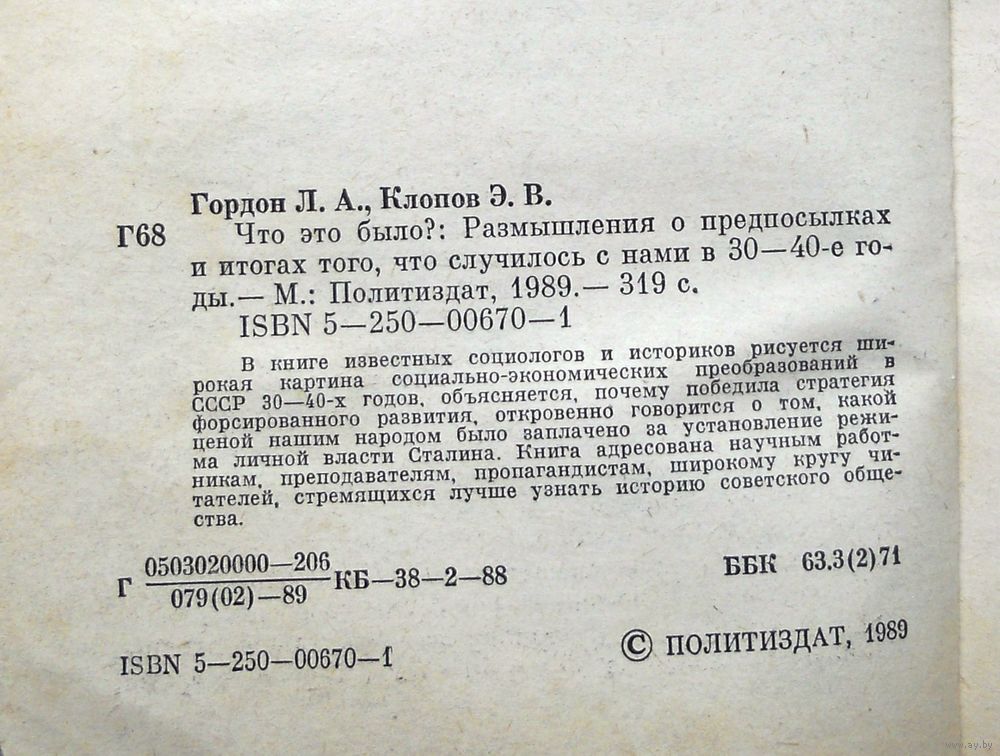 Гордон Л. А., Клопов Э. В.
Г68 Что это было?: Размышления о предпосылках
и итогах того, что случилось с нами в 30—40-е го-
ды.— М.: Политиздат, 1989.— 319 с.
ISBN 5—250—00670—1
В книге известных социологов и историков рисуется ши-
рокая картина социально-экономических преобразований в
СССР 30—40-х годов, объясняется, почему победила стратегия
форсированного развития, откровенно говорится о том, какой
ценой нашим народом было заплачено за установление режи-
ма личной власти Сталина. Книга адресована научным работ-
никам, преподавателям, пропагандистам, широкому кругу чи-
тателей, стремящихся лучше узнать историю советского обще-
ства.
Г 0503020000—206
079(02)—89
КБ—38—2—88
ББК 63.3(2)71
ISBN 5—250—00670—1
© ПОЛИТИЗДАТ, 1989
www.ay.by